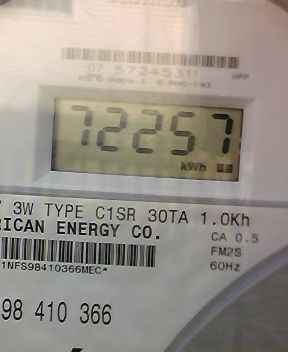 07 57245311
72257
kWh
V 3W TYPE C1SR 30TA 1.0Kh
RICAN ENERGY CO.
CA 0.5
FM2S
1NFS98410366MEC*
60Hz
98 410 366